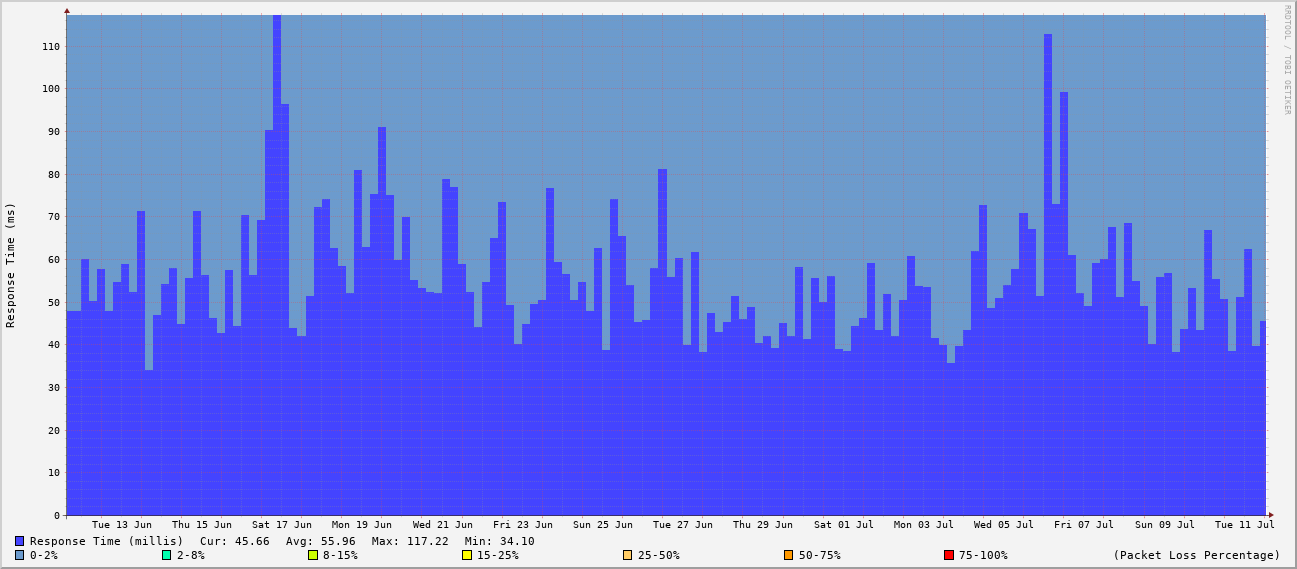 RRDTOOL / TOBI OETIKER
Response Time (ms)
110
100
90
80
70
60
50
40
30
20
10
0
Tue 13 Jun Thu 15 Jun Sat 17 Jun Mon 19 Jun Wed 21 Jun Fri 23 Jun Sun 25 Jun Tue 27 Jun Thu 29 Jun Sat 01 Jul Mon 03 Jul Wed 05 Jul Fri 07 Jul Sun 09 Jul Tue 11 Jul
Response Time (millis) Cur: 45.66 Avg: 55.96 Max: 117.22 Min: 34.10
0-2% 2-8% 8-15% 15-25% 25-50% 50-75% 75-100% (Packet Loss Percentage)